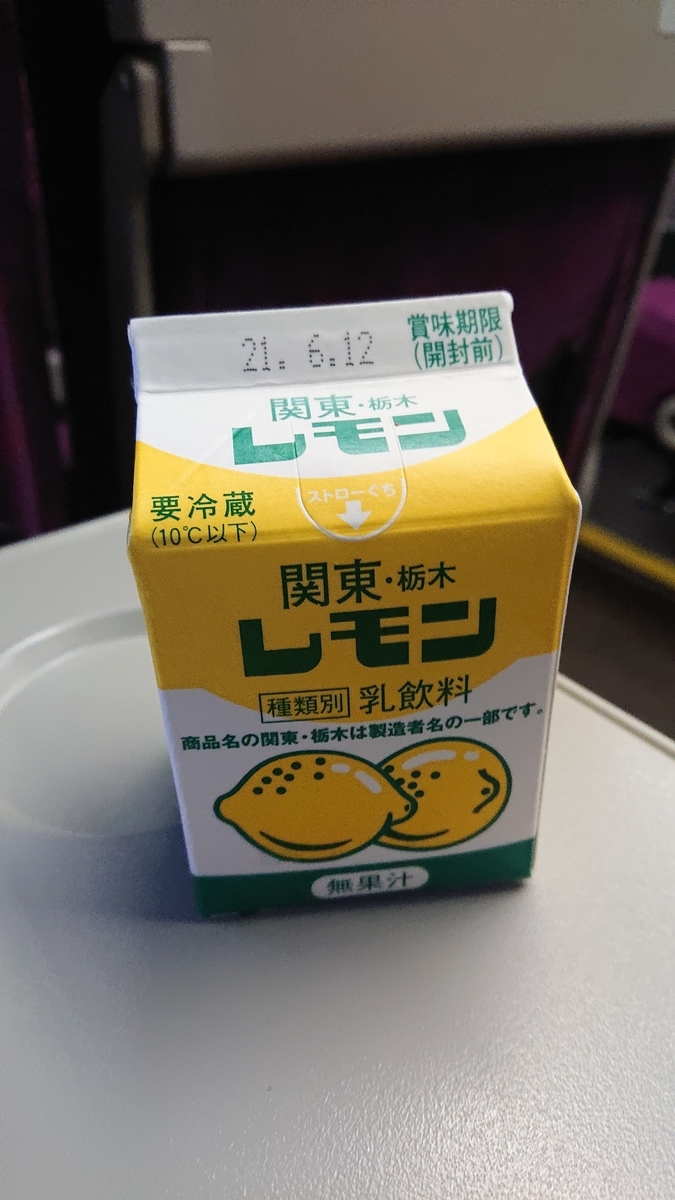 21. 6.12
賞味期限
(開封前)
関東・栃木
レモン
ストローくち
要冷蔵
(10℃以下)
関東・栃木
レモン
種類別 乳飲料
商品名の関東・栃木は製造者名の一部です。
無果汁